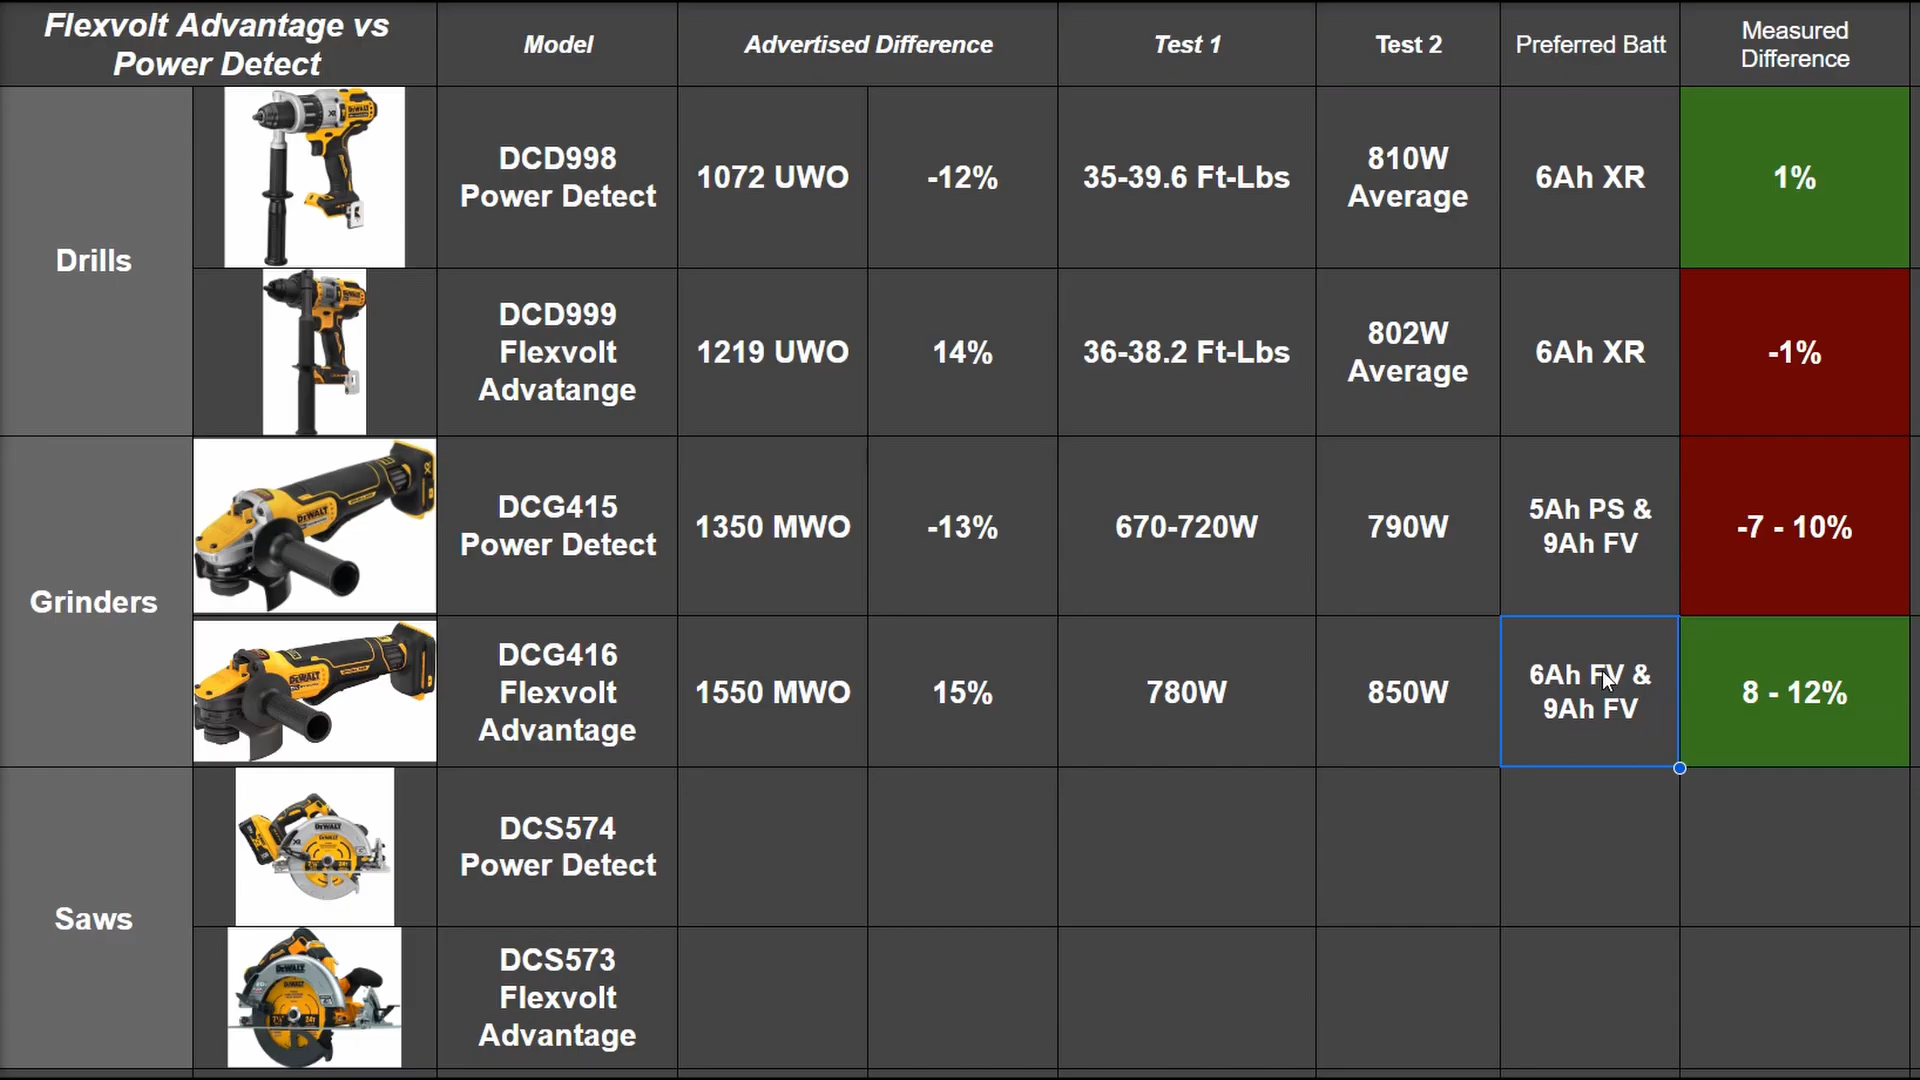 Flexvolt Advantage vs
Power Detect
Model
Advertised Difference
Test 1
Test 2
Preferred Batt
Measured
Difference
Drills
DCD998
Power Detect
1072 UWO
-12%
35-39.6 Ft-Lbs
810W
Average
6Ah XR
1%
DCD999
Flexvolt
Advatange
1219 UWO
14%
36-38.2 Ft-Lbs
802W
Average
6Ah XR
-1%
Grinders
DEWALT
DCG415
Power Detect
1350 MWO
-13%
670-720W
790W
5Ah PS &
9Ah FV
-7 - 10%
DEWALT
DCG416
Flexvolt
Advantage
1550 MWO
15%
780W
850W
6Ah FV &
9Ah FV
8 - 12%
Saws
DEWALT
DCS574
Power Detect
DEWALT
DCS573
Flexvolt
Advantage